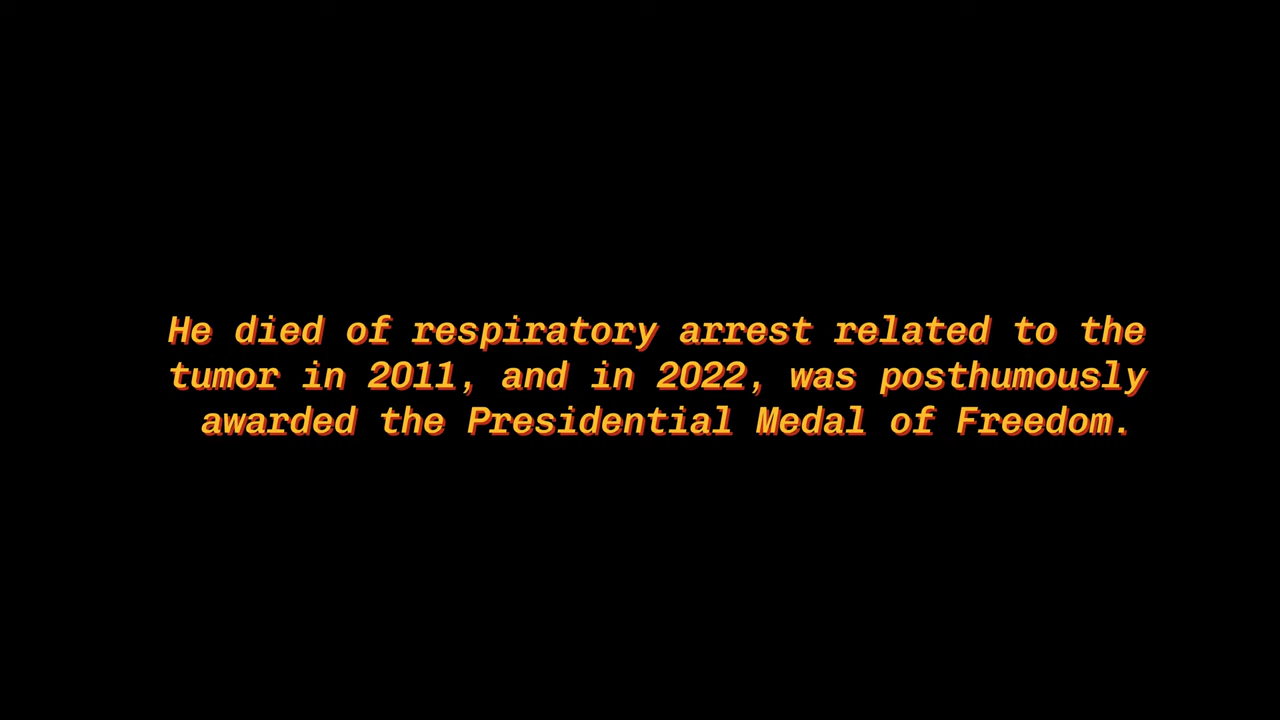 He died of respiratory arrest related to the
tumor in 2011, and in 2022, was posthumously
awarded the Presidential Medal of Freedom.